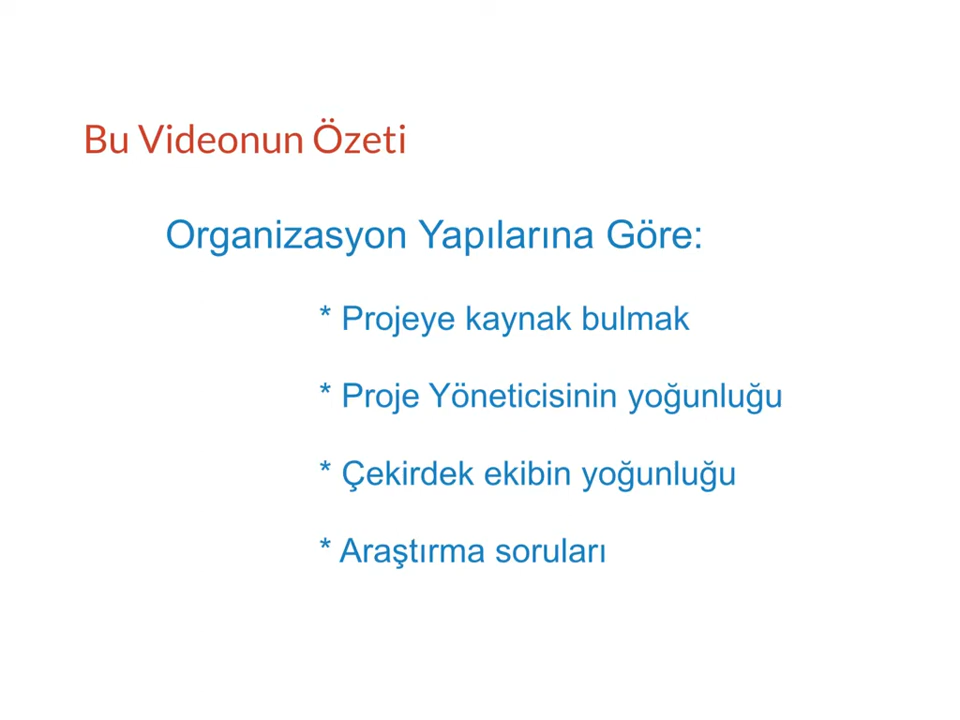 Bu Videonun Özeti
Organizasyon Yapılarına Göre:
* Projeye kaynak bulmak
* Proje Yöneticisinin yoğunluğu
* Çekirdek ekibin yoğunluğu
* Araştırma soruları